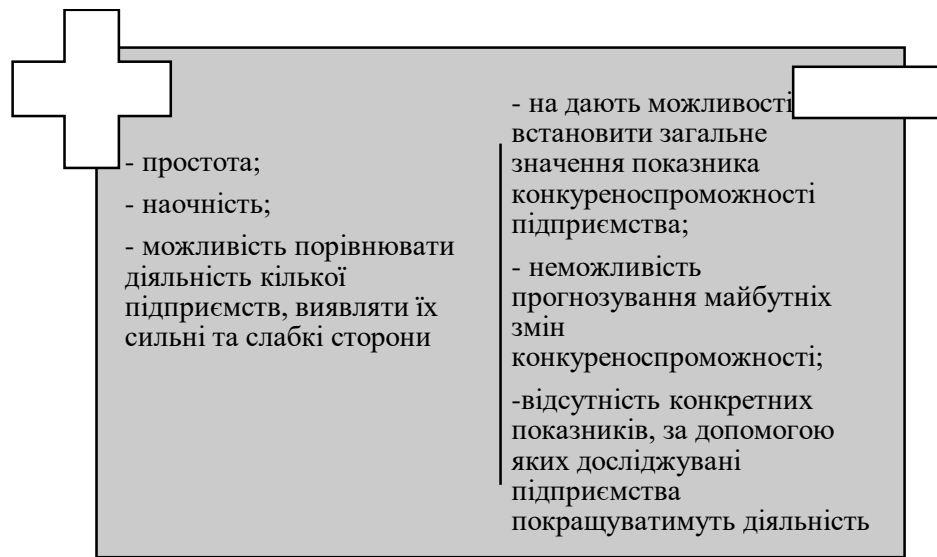 - простота;
- наочність;
- можливість порівнювати
діяльність кілької
підприємств, виявляти їх
сильні та слабкі сторони
- на дають можливості
встановити загальне
значення показника
конкуреноспроможності
підприємства;
- неможливість
прогнозування майбутніх
змін
конкуреноспроможності;
-відсутність конкретних
показників, за допомогою
яких досліджувані
підприємства
покращуватимуть діяльність